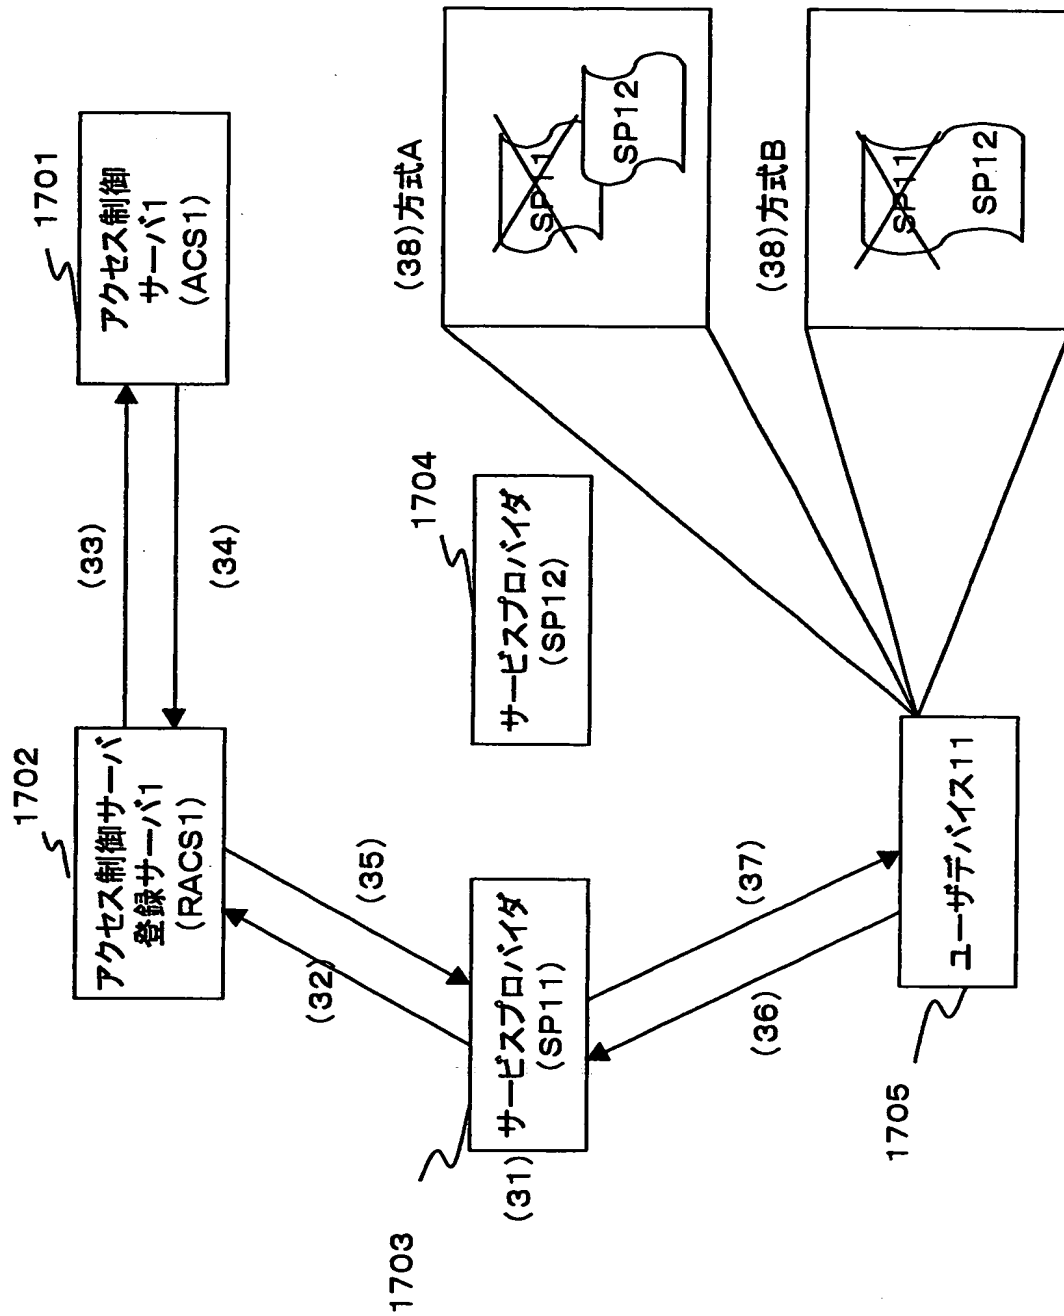 1701
アクセス制御
サーバ1
(ACS1)
(33)
(34)
1702
アクセス制御サーバ
登録サーバ1
(RACS1)
(32)
(35)
1703
(31)
サービスプロバイダ
(SP11)
1704
サービスプロバイダ
(SP12)
(36)
(37)
1705
ユーザデバイス11
(38)方式A
SP11
SP12
(38)方式B
SP11
SP12